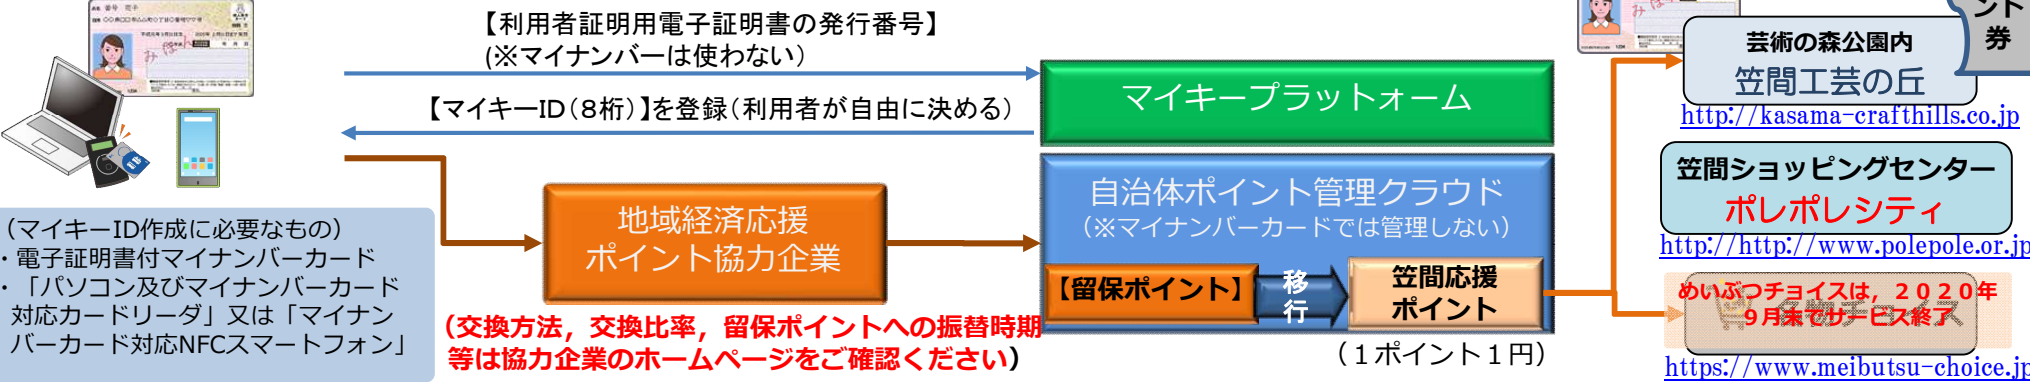 氏名 番号 花子
【利用者証明用電子証明書の発行番号】
(※マイナンバーは使わない)
【マイキーID(8桁)】を登録(利用者が自由に決める)
マイキープラットォーム
地域経済応援
ポイント協力企業
自治体ポイント管理クラウド
(※マイナンバーカードでは管理しない)
【留保ポイント】
移
行
笠間応援
ポイント
(1ポイント1円)
(マイキーID作成に必要なもの)
・電子証明書付マイナンバーカード
・「パソコン及びマイナンバーカード
対応カードリーダ」又は「マイナン
バーカード対応NFCスマートフォン」
(交換方法,交換比率,留保ポイントへの振替時期
等は協力企業のホームページをご確認ください)
ント
券
芸術の森公園内
笠間工芸の丘
http://kasama-crafthills.co.jp
笠間ショッピングセンター
ポレポレシティ
http://http://www.polepole.or.jp
めいぶつチョイスは,2020年
9月末でサービス終了
https://www.meibutsu-choice.jp